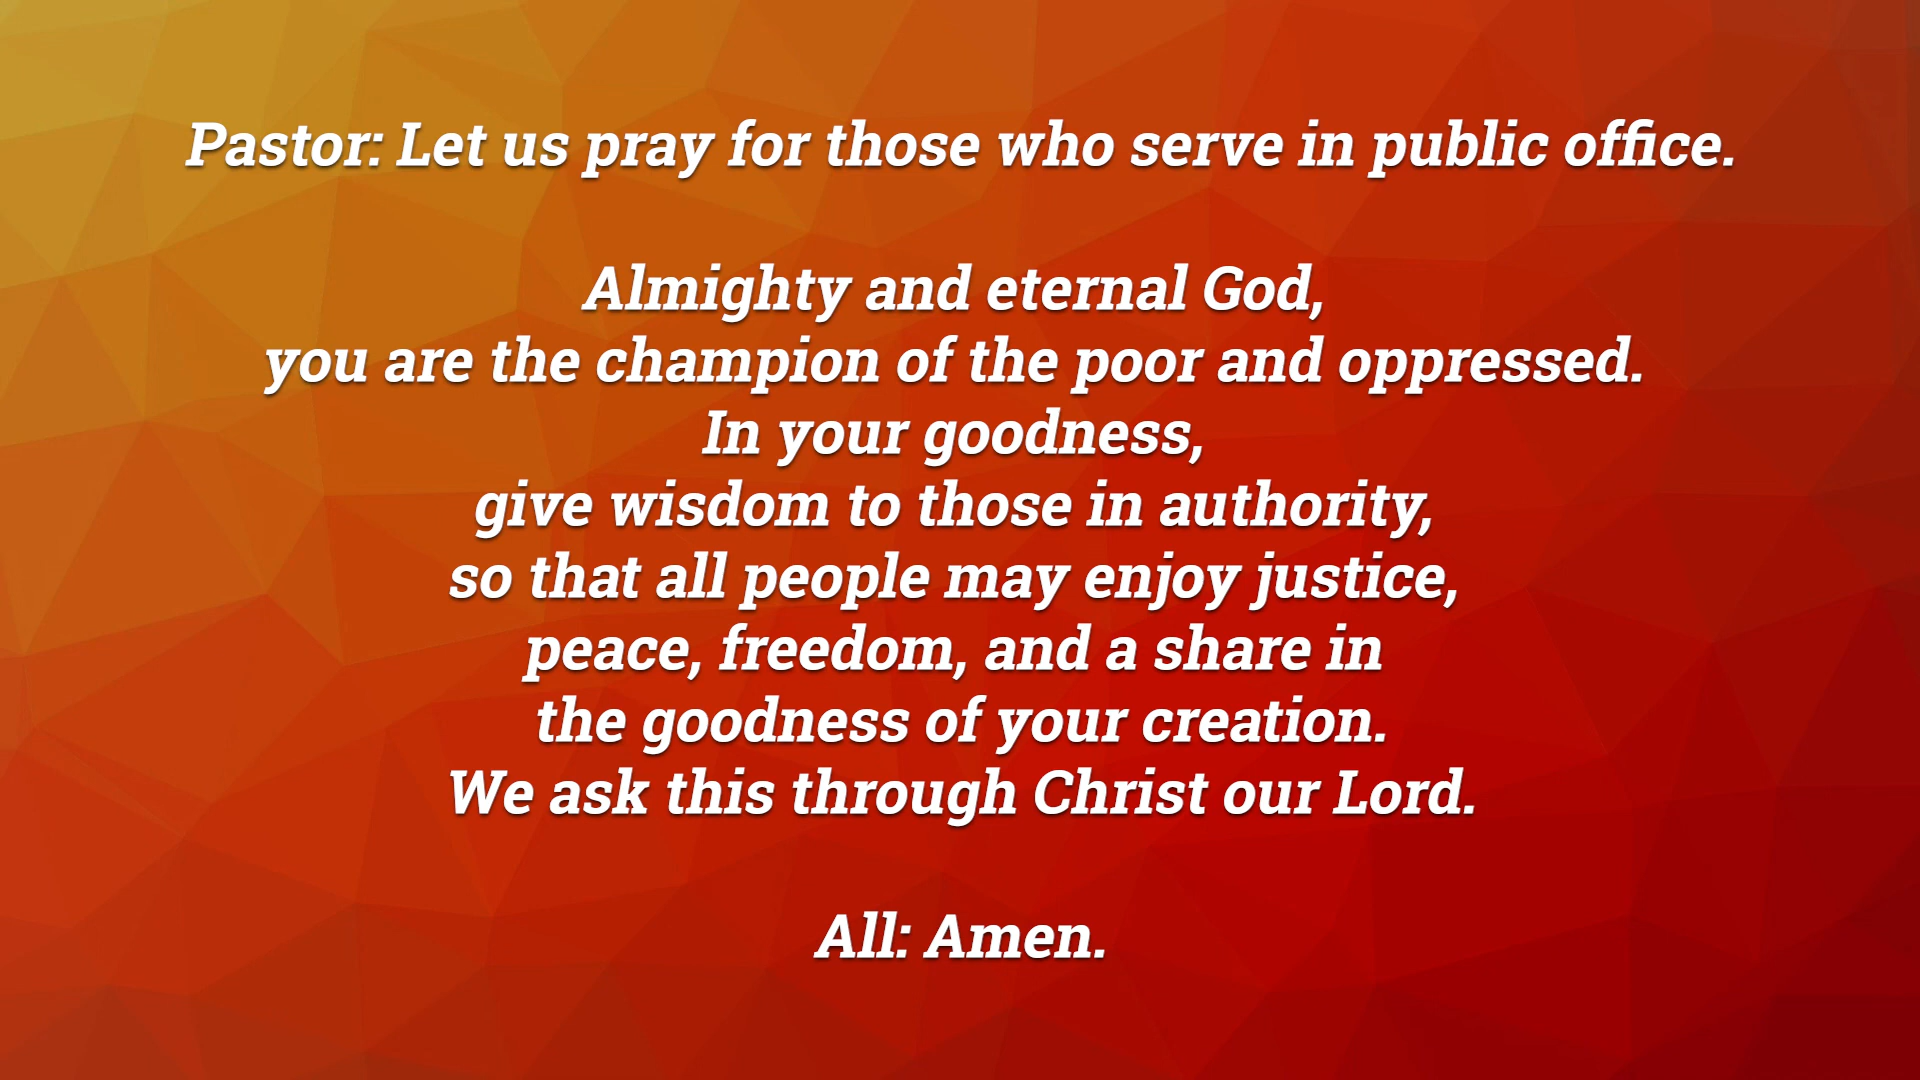 Pastor: Let us pray for those who serve in public office.
Almighty and eternal God,
you are the champion of the poor and oppressed.
In your goodness,
give wisdom to those in authority,
so that all people may enjoy justice,
peace, freedom, and a share in
the goodness of your creation.
We ask this through Christ our Lord.
All: Amen.